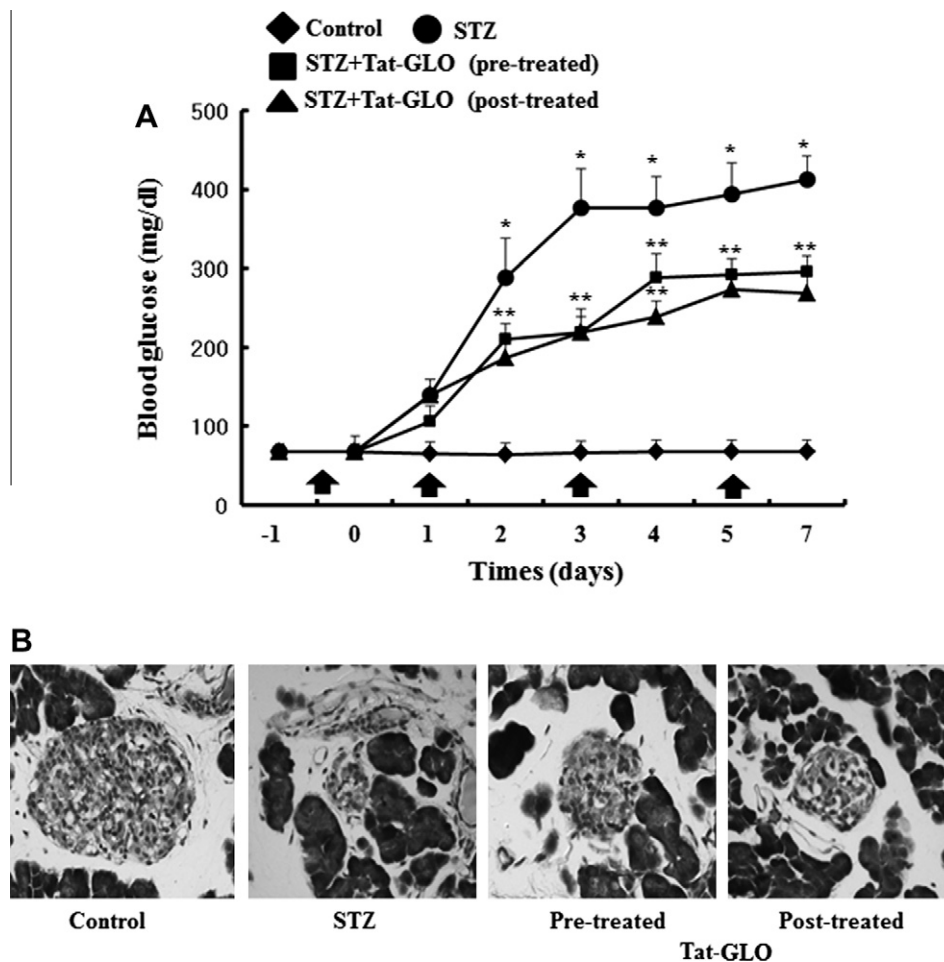 Control STZ
STZ+Tat-GLO (pre-treated)
STZ+Tat-GLO (post-treated
A
500
400
300
200
100
0
Blood glucose (mg/dl)
* * * * *
** ** ** ** ** **
-1 0 1 2 3 4 5 7
Times (days)
B
Control STZ Pre-treated Post-treated
Tat-GLO